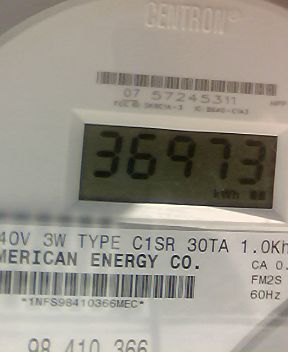 CENTRON®
07 57245311
36973
kWh
40V 3W TYPE C1SR 30TA 1.0Kh
MERICAN ENERGY CO.
CA 0.
FM2S
*1NFS98410366MEC*
60Hz
98 410 366